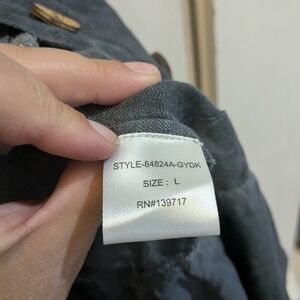 STYLE-64824A-GYDK
SIZE : L
RN#139717